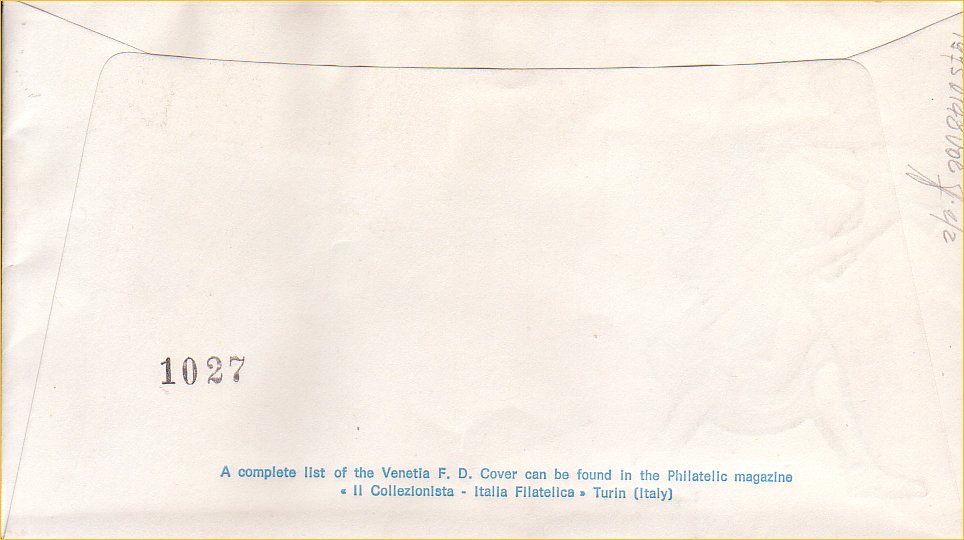 1027
A complete list of the Venetia F. D. Cover can be found in the Philatelic magazine
« Il Collezionista - Italia Filatelica » Turin (Italy)